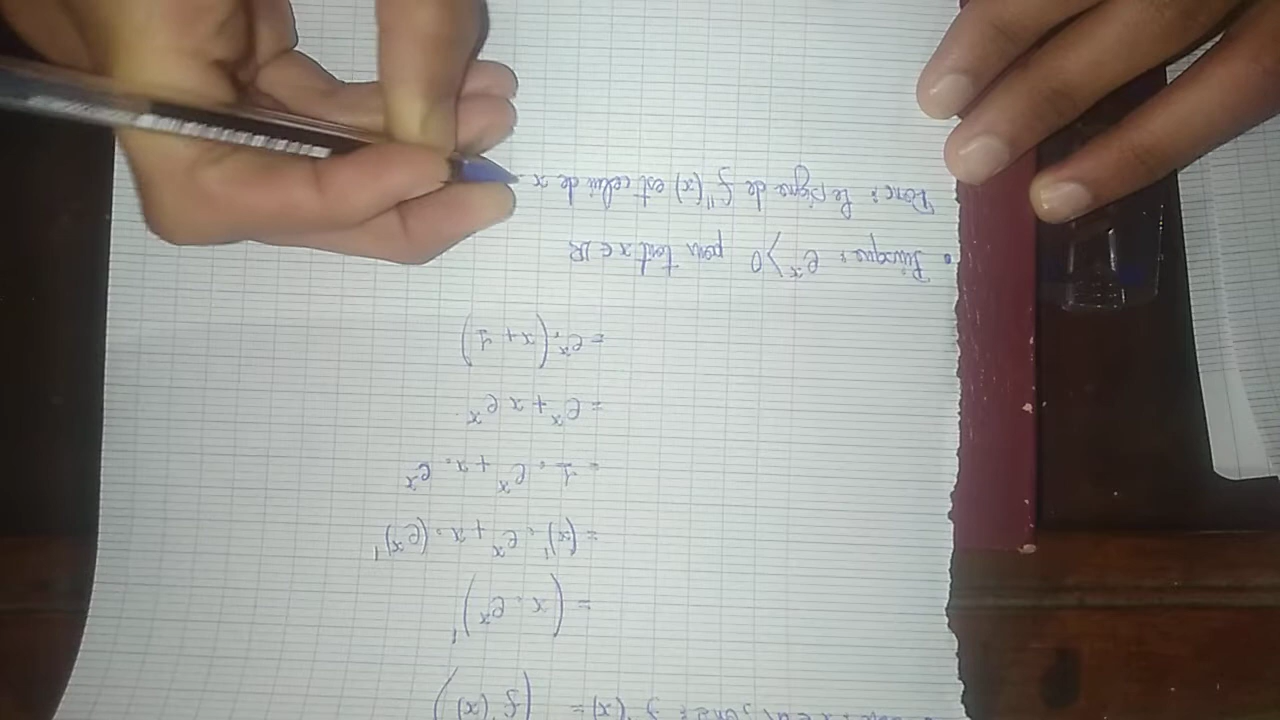 = (f'(x))'
= (x . e^x)'
= (x)' . e^x + x . (e^x)'
= 1 . e^x + x . e^x
= e^x + x e^x
= e^x . (x + 1)
• Puisque : e^x > 0 pour tout x ∈ ℝ
Donc : le signe de f''(x) est celui de x